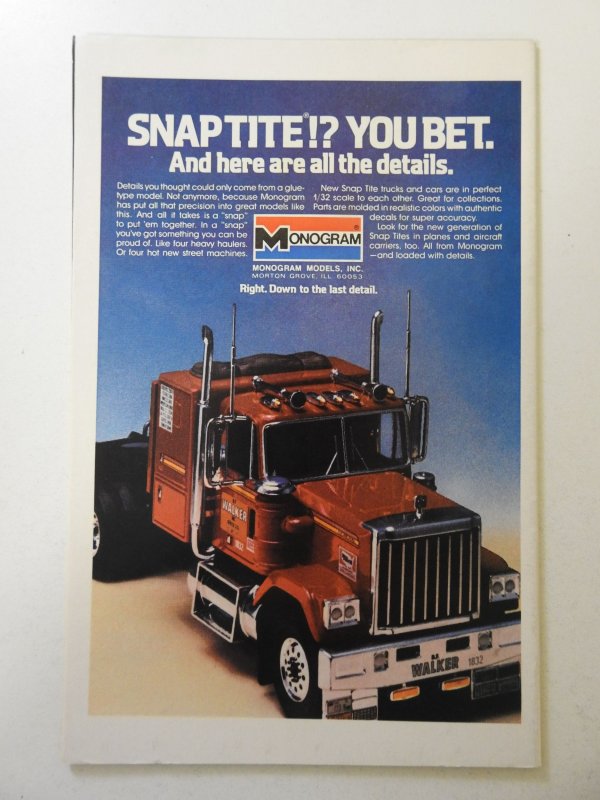 SNAP TITE®!? YOU BET.
And here are all the details.
Details you thought could only come from a glue-
type model. Not anymore, because Monogram
has put all that precision into great models like
this. And all it takes is a "snap"
to put 'em together. In a "snap"
you've got something you can be
proud of. Like four heavy haulers.
Or four hot new street machines.
New Snap Tite trucks and cars are in perfect
1/32 scale to each other. Great for collections.
Parts are molded in realistic colors with authentic
decals for super accuracy.
Look for the new generation of
Snap Tites in planes and aircraft
carriers, too. All from Monogram
—and loaded with details.
MONOGRAM®
MONOGRAM MODELS, INC.
MORTON GROVE, ILL 60053
Right. Down to the last detail.
WALKER
1832
WALKER 1832